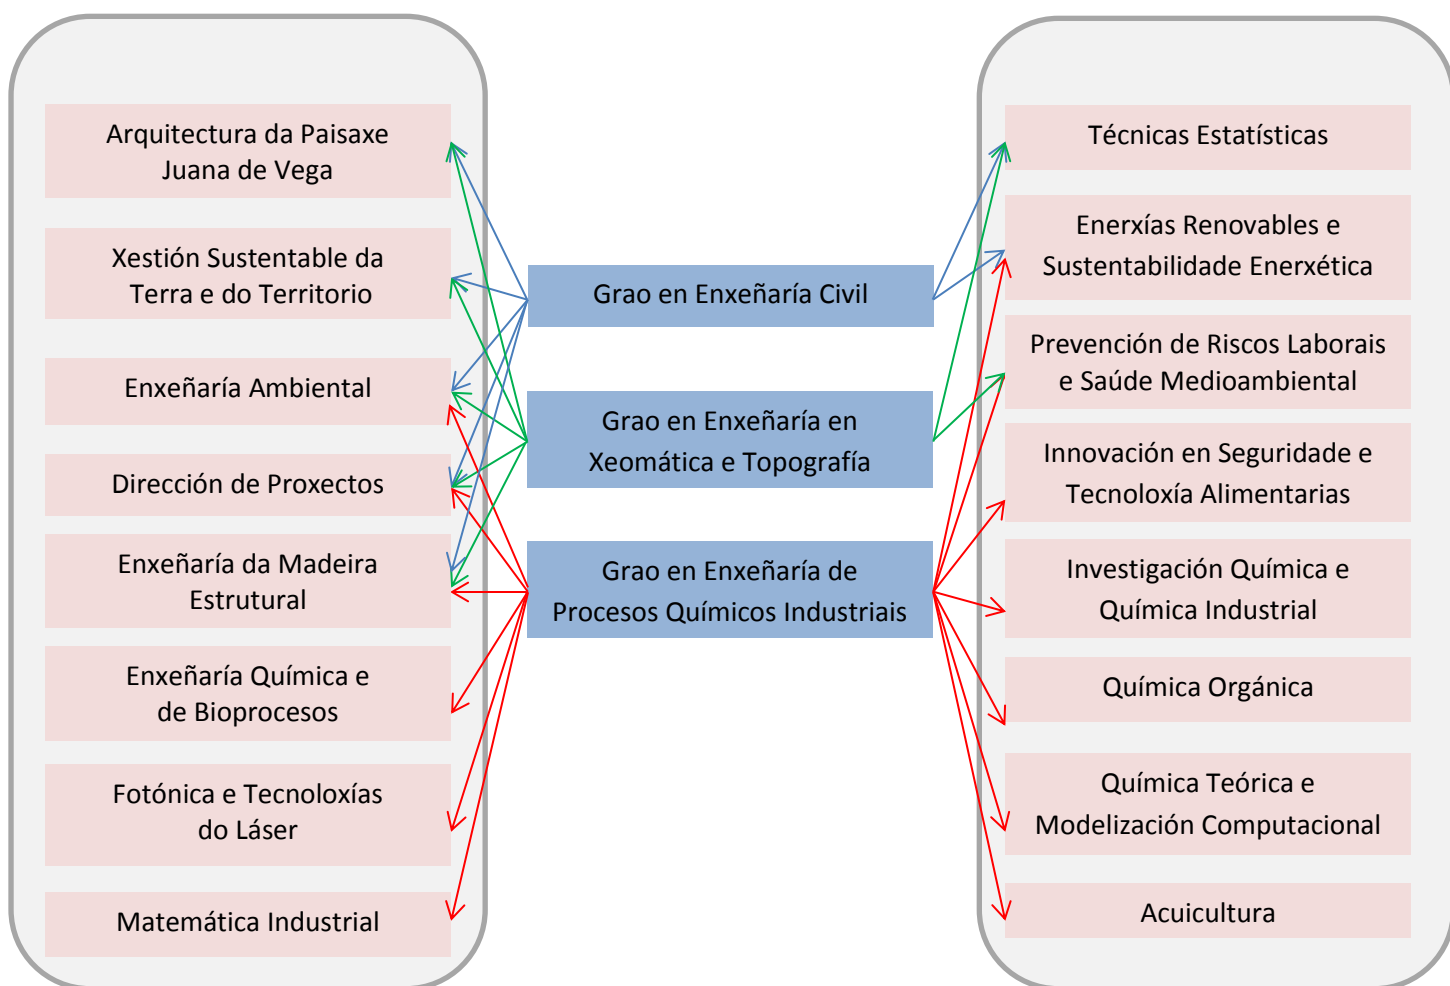 Arquitectura da Paisaxe
Juana de Vega
Xestión Sustentable da
Terra e do Territorio
Enxeñaría Ambiental
Dirección de Proxectos
Enxeñaría da Madeira
Estrutural
Enxeñaría Química e
de Bioprocesos
Fotónica e Tecnoloxías
do Láser
Matemática Industrial
Grao en Enxeñaría Civil
Grao en Enxeñaría en
Xeomática e Topografía
Grao en Enxeñaría de
Procesos Químicos Industriais
Técnicas Estatísticas
Enerxías Renovables e
Sustentabilidade Enerxética
Prevención de Riscos Laborais
e Saúde Medioambiental
Innovación en Seguridade e
Tecnoloxía Alimentarias
Investigación Química e
Química Industrial
Química Orgánica
Química Teórica e
Modelización Computacional
Acuicultura